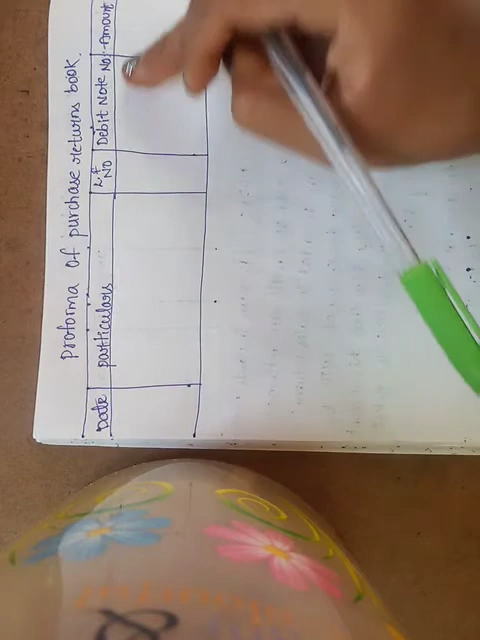 proforma of purchase returns book.
Date particulars L.f NO Debit Note No. Amount
&